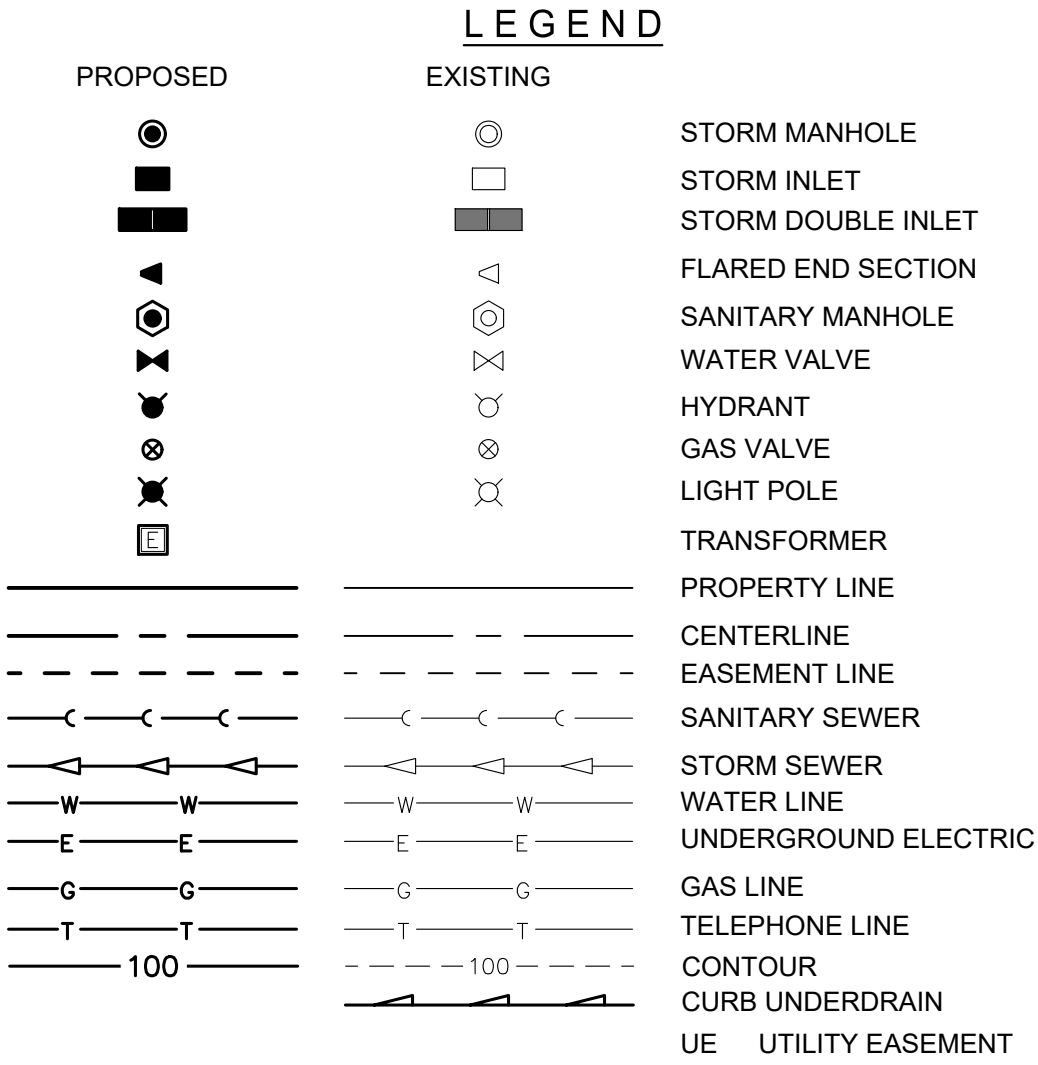 LEGEND
PROPOSED EXISTING
STORM MANHOLE
STORM INLET
STORM DOUBLE INLET
FLARED END SECTION
SANITARY MANHOLE
WATER VALVE
HYDRANT
GAS VALVE
LIGHT POLE
E TRANSFORMER
PROPERTY LINE
CENTERLINE
EASEMENT LINE
SANITARY SEWER
STORM SEWER
W W W W WATER LINE
E E E E UNDERGROUND ELECTRIC
G G G G GAS LINE
T T T T TELEPHONE LINE
100 100 CONTOUR
CURB UNDERDRAIN
UE UTILITY EASEMENT